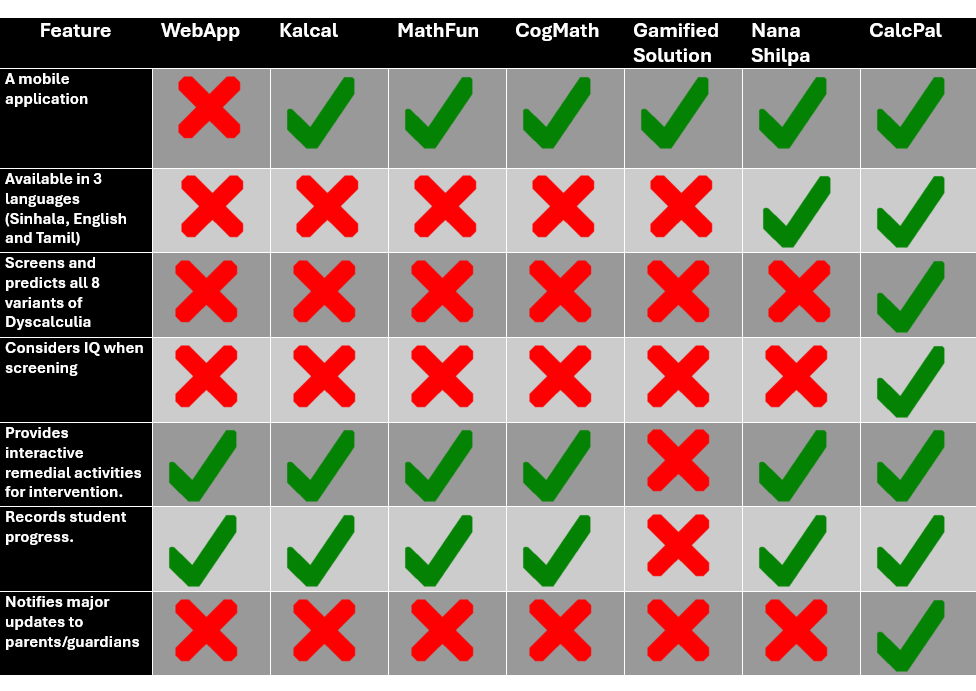 Feature WebApp Kalcal MathFun CogMath Gamified Solution Nana Shilpa CalcPal
A mobile
application
Available in 3
languages
(Sinhala, English
and Tamil)
Screens and
predicts all 8
variants of
Dyscalculia
Considers IQ when
screening
Provides
interactive
remedial activities
for intervention.
Records student
progress.
Notifies major
updates to
parents/guardians